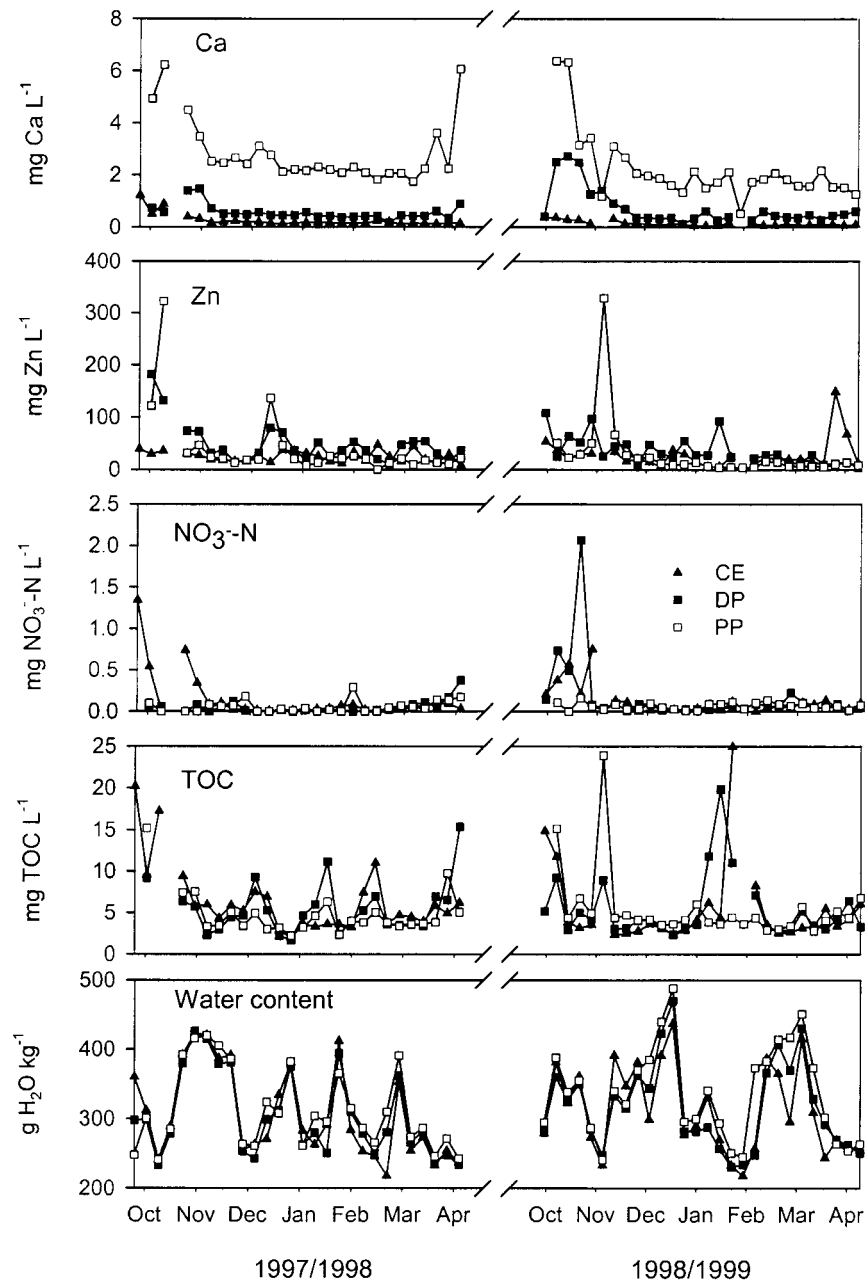 8
Ca
6
mg Ca L⁻¹
4
2
0
400
Zn
300
mg Zn L⁻¹
200
100
0
2.5
NO₃⁻-N
2.0
mg NO₃⁻-N L⁻¹
1.5
CE
DP
PP
1.0
0.5
0.0
25
TOC
20
mg TOC L⁻¹
15
10
5
0
500
Water content
g H₂O kg⁻¹
400
300
200
Oct Nov Dec Jan Feb Mar Apr Oct Nov Dec Jan Feb Mar Apr
1997/1998 1998/1999